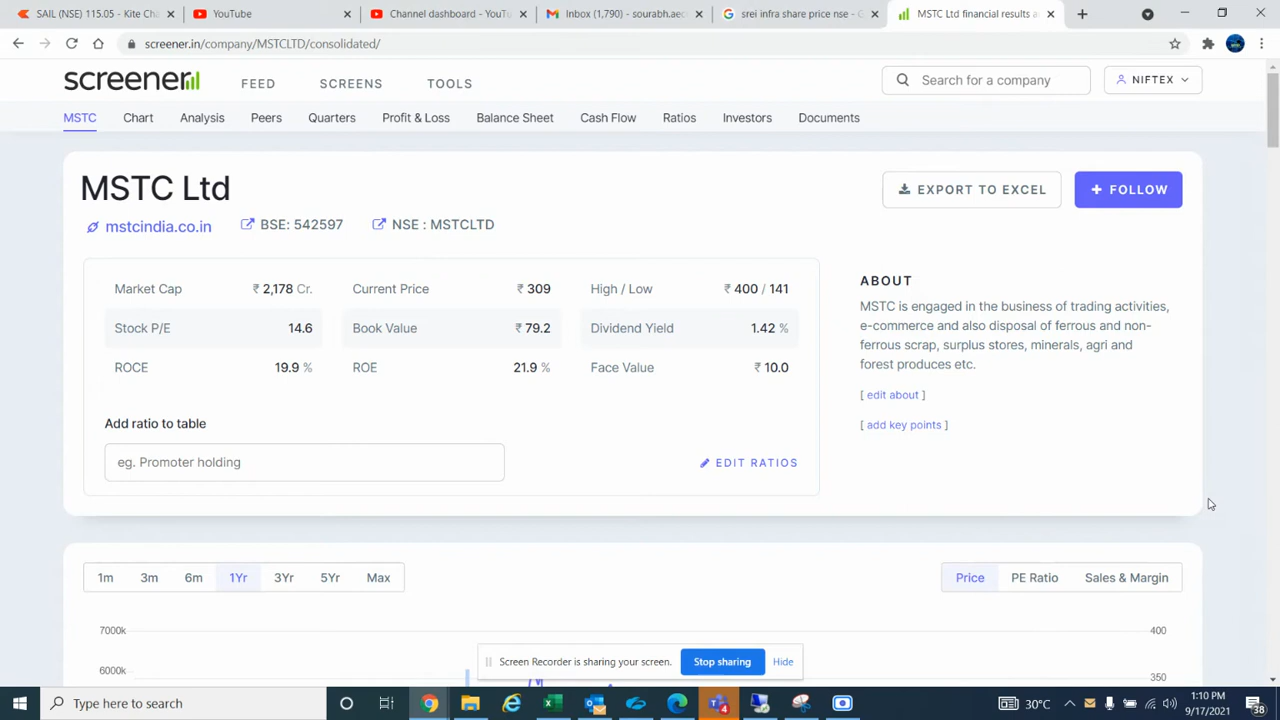 SAIL (NSE) 115.05 - Kite Ch
YouTube
Channel dashboard - YouTu
Inbox (1,790) - sourabh.aec
srei infra share price nse - G
MSTC Ltd financial results a
screener.in/company/MSTCLTD/consolidated/
screener
FEED
SCREENS
TOOLS
Search for a company
NIFTEX
MSTC
Chart
Analysis
Peers
Quarters
Profit & Loss
Balance Sheet
Cash Flow
Ratios
Investors
Documents
MSTC Ltd
EXPORT TO EXCEL
+ FOLLOW
mstcindia.co.in
BSE: 542597
NSE : MSTCLTD
Market Cap ₹ 2,178 Cr.
Current Price ₹ 309
High / Low ₹ 400 / 141
Stock P/E 14.6
Book Value ₹ 79.2
Dividend Yield 1.42 %
ROCE 19.9 %
ROE 21.9 %
Face Value ₹ 10.0
ABOUT
MSTC is engaged in the business of trading activities,
e-commerce and also disposal of ferrous and non-
ferrous scrap, surplus stores, minerals, agri and
forest produces etc.
[ edit about ]
[ add key points ]
Add ratio to table
eg. Promoter holding
EDIT RATIOS
1m
3m
6m
1Yr
3Yr
5Yr
Max
Price
PE Ratio
Sales & Margin
7000k
400
6000k
350
Screen Recorder is sharing your screen.
Stop sharing
Hide
Type here to search
4
30°C
1:10 PM
9/17/2021
38